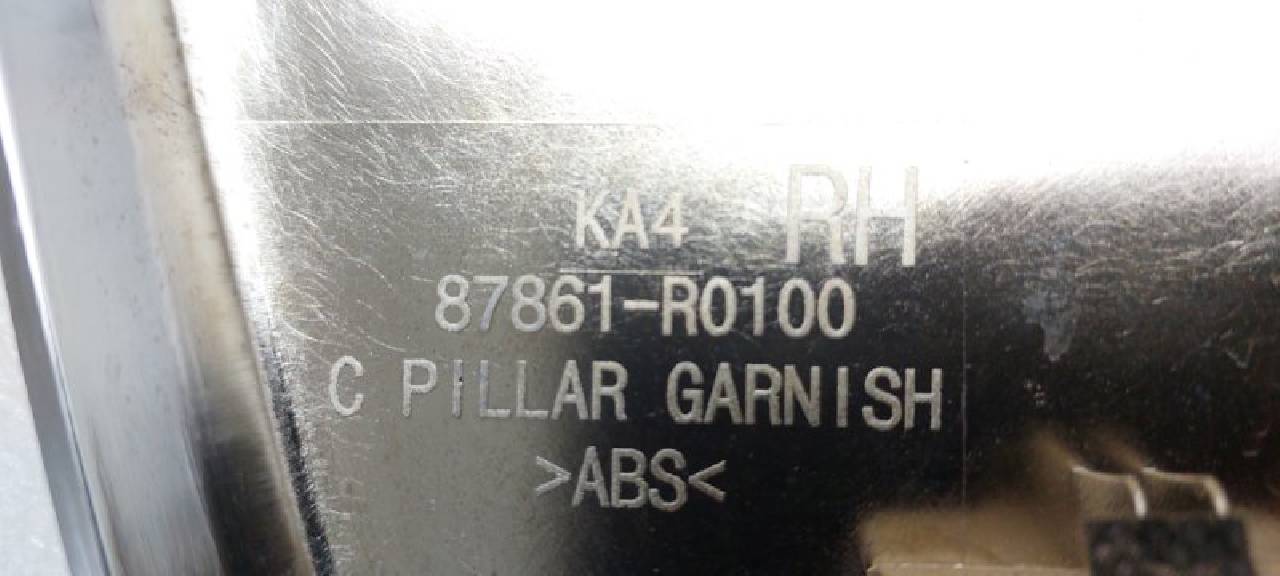 KA4 RH
87861-R0100
C PILLAR GARNISH
>ABS<